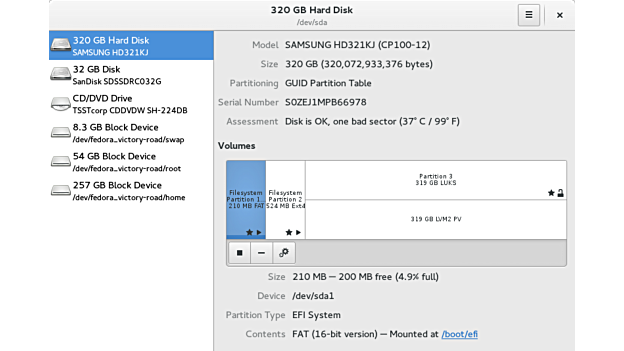 320 GB Hard Disk
/dev/sda
320 GB Hard Disk
SAMSUNG HD321KJ
32 GB Disk
SanDisk SDSSDRC032G
CD/DVD Drive
TSSTcorp CDDVDW SH-224DB
8.3 GB Block Device
/dev/fedora_victory-road/swap
54 GB Block Device
/dev/fedora_victory-road/root
257 GB Block Device
/dev/fedora_victory-road/home
Model SAMSUNG HD321KJ (CP100-12)
Size 320 GB (320,072,933,376 bytes)
Partitioning GUID Partition Table
Serial Number S0ZEJ1MPB66978
Assessment Disk is OK, one bad sector (37° C / 99° F)
Volumes
Filesystem
Partition 1…
210 MB FAT
Filesystem
Partition 2
524 MB Ext4
Partition 3
319 GB LUKS
319 GB LVM2 PV
Size 210 MB — 200 MB free (4.9% full)
Device /dev/sda1
Partition Type EFI System
Contents FAT (16-bit version) — Mounted at /boot/efi